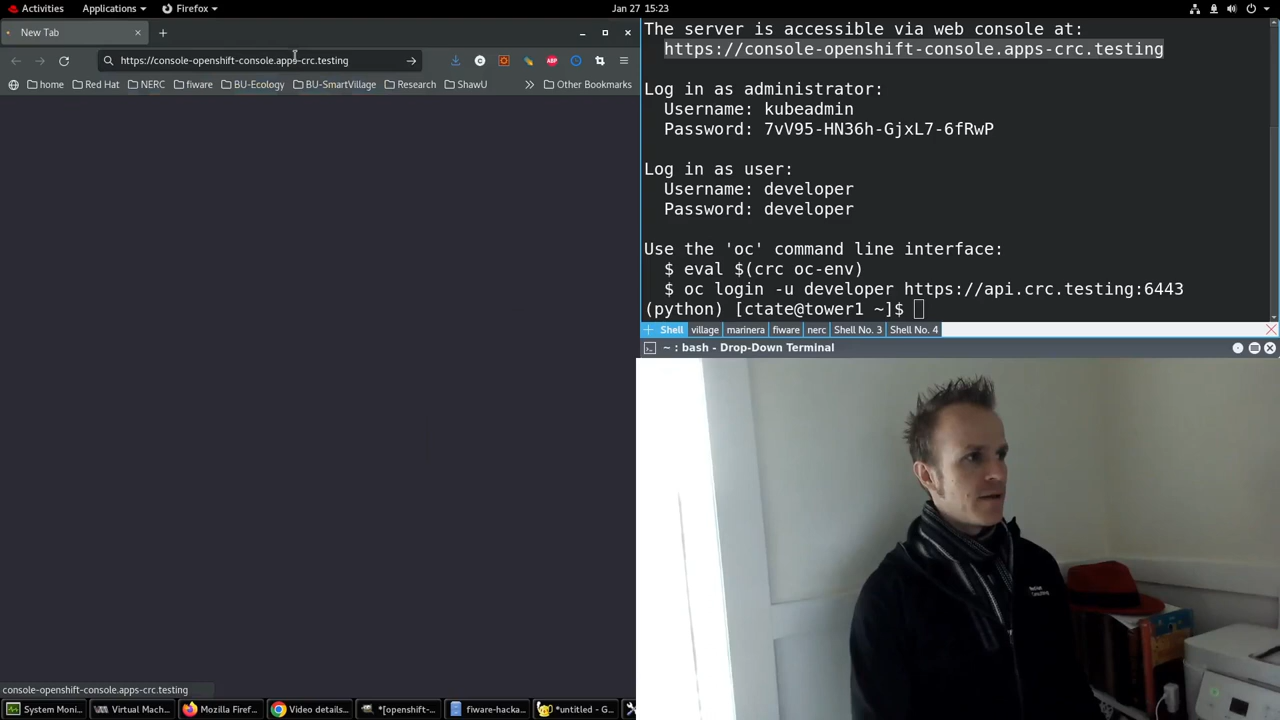 Activities
Applications
Firefox
Jan 27 15:23
New Tab
https://console-openshift-console.apps-crc.testing
ABP
home
Red Hat
NERC
fiware
BU-Ecology
BU-SmartVillage
Research
ShawU
Other Bookmarks
console-openshift-console.apps-crc.testing
The server is accessible via web console at:
https://console-openshift-console.apps-crc.testing
Log in as administrator:
Username: kubeadmin
Password: 7vV95-HN36h-GjxL7-6fRwP
Log in as user:
Username: developer
Password: developer
Use the 'oc' command line interface:
$ eval $(crc oc-env)
$ oc login -u developer https://api.crc.testing:6443
(python) [ctate@tower1 ~]$
Shell
village
marinera
fiware
nerc
Shell No. 3
Shell No. 4
~ : bash - Drop-Down Terminal
System Moni...
Virtual Mach...
Mozilla Firef...
Video details...
*[openshift-...
fiware-hacka...
*untitled - G...